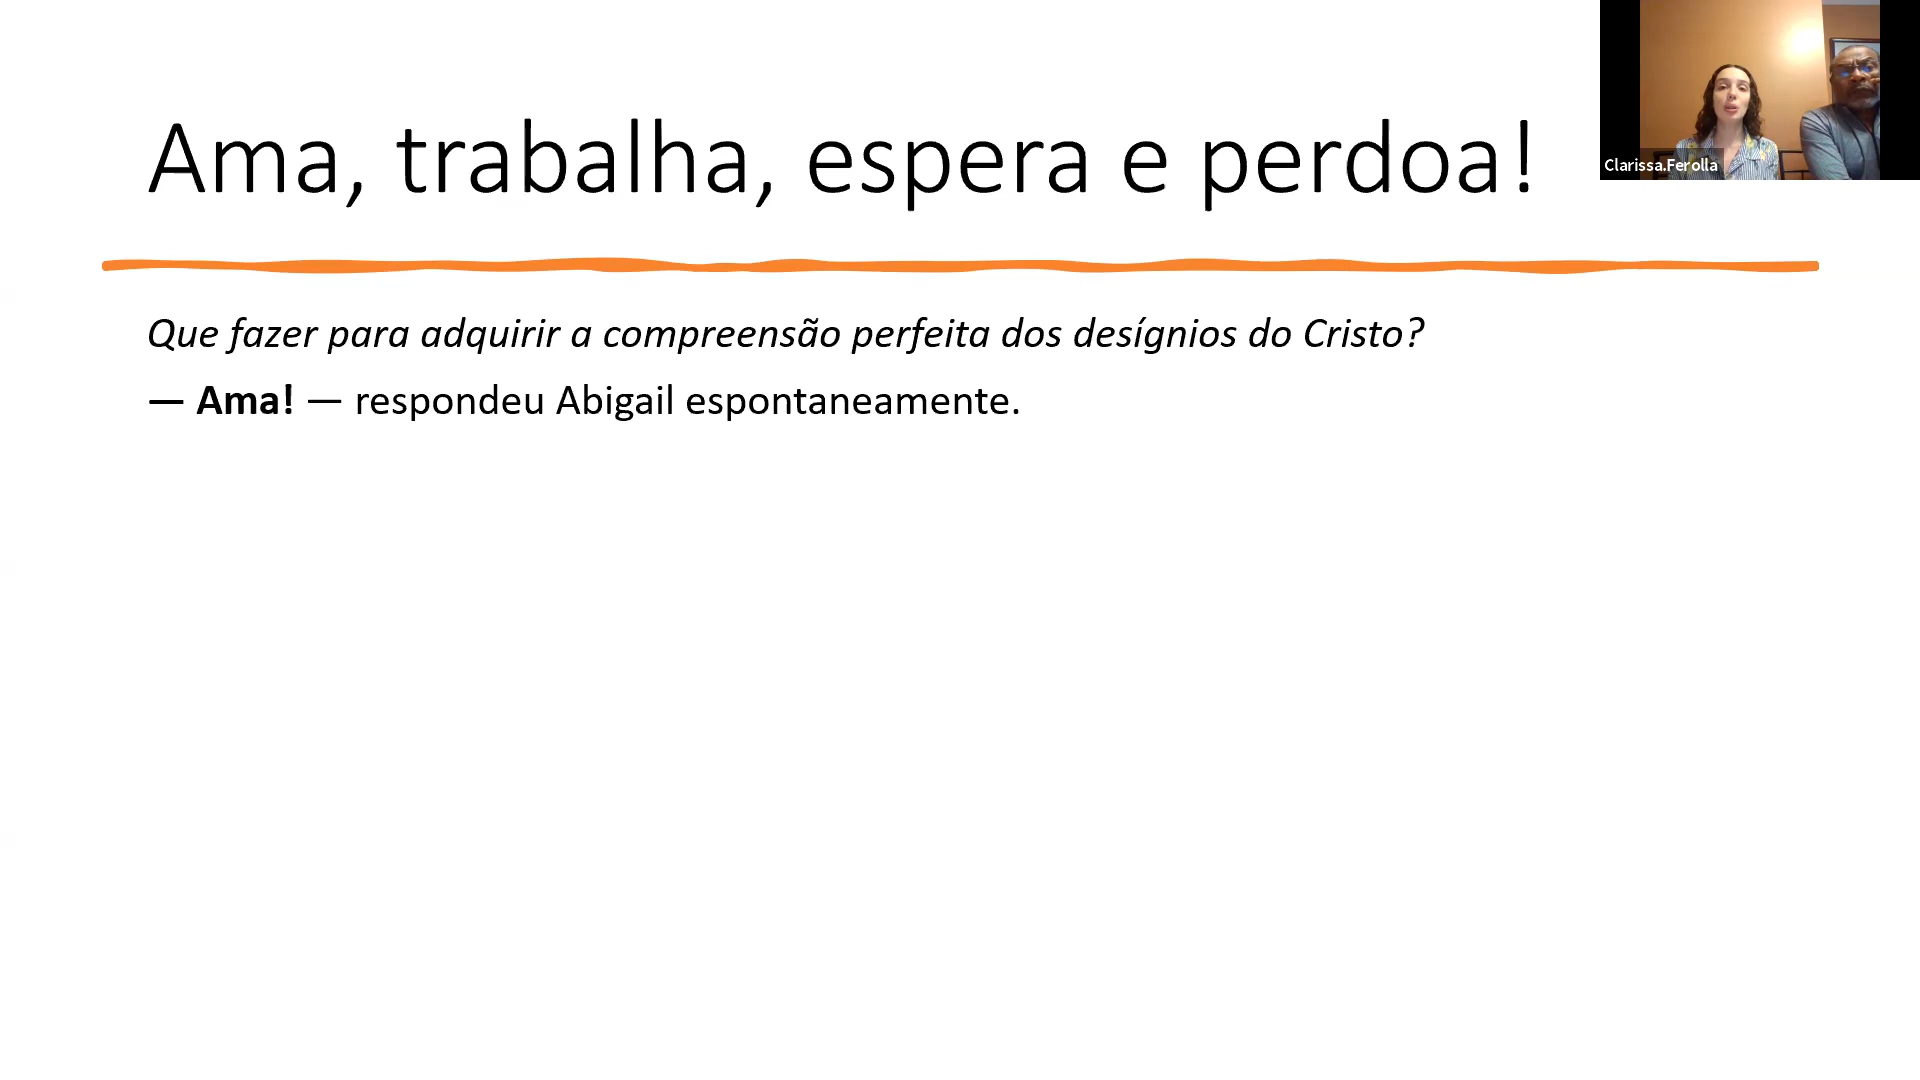 Ama, trabalha, espera e perdoa!
Clarissa.Ferolla
Que fazer para adquirir a compreensão perfeita dos desígnios do Cristo?
— Ama! — respondeu Abigail espontaneamente.